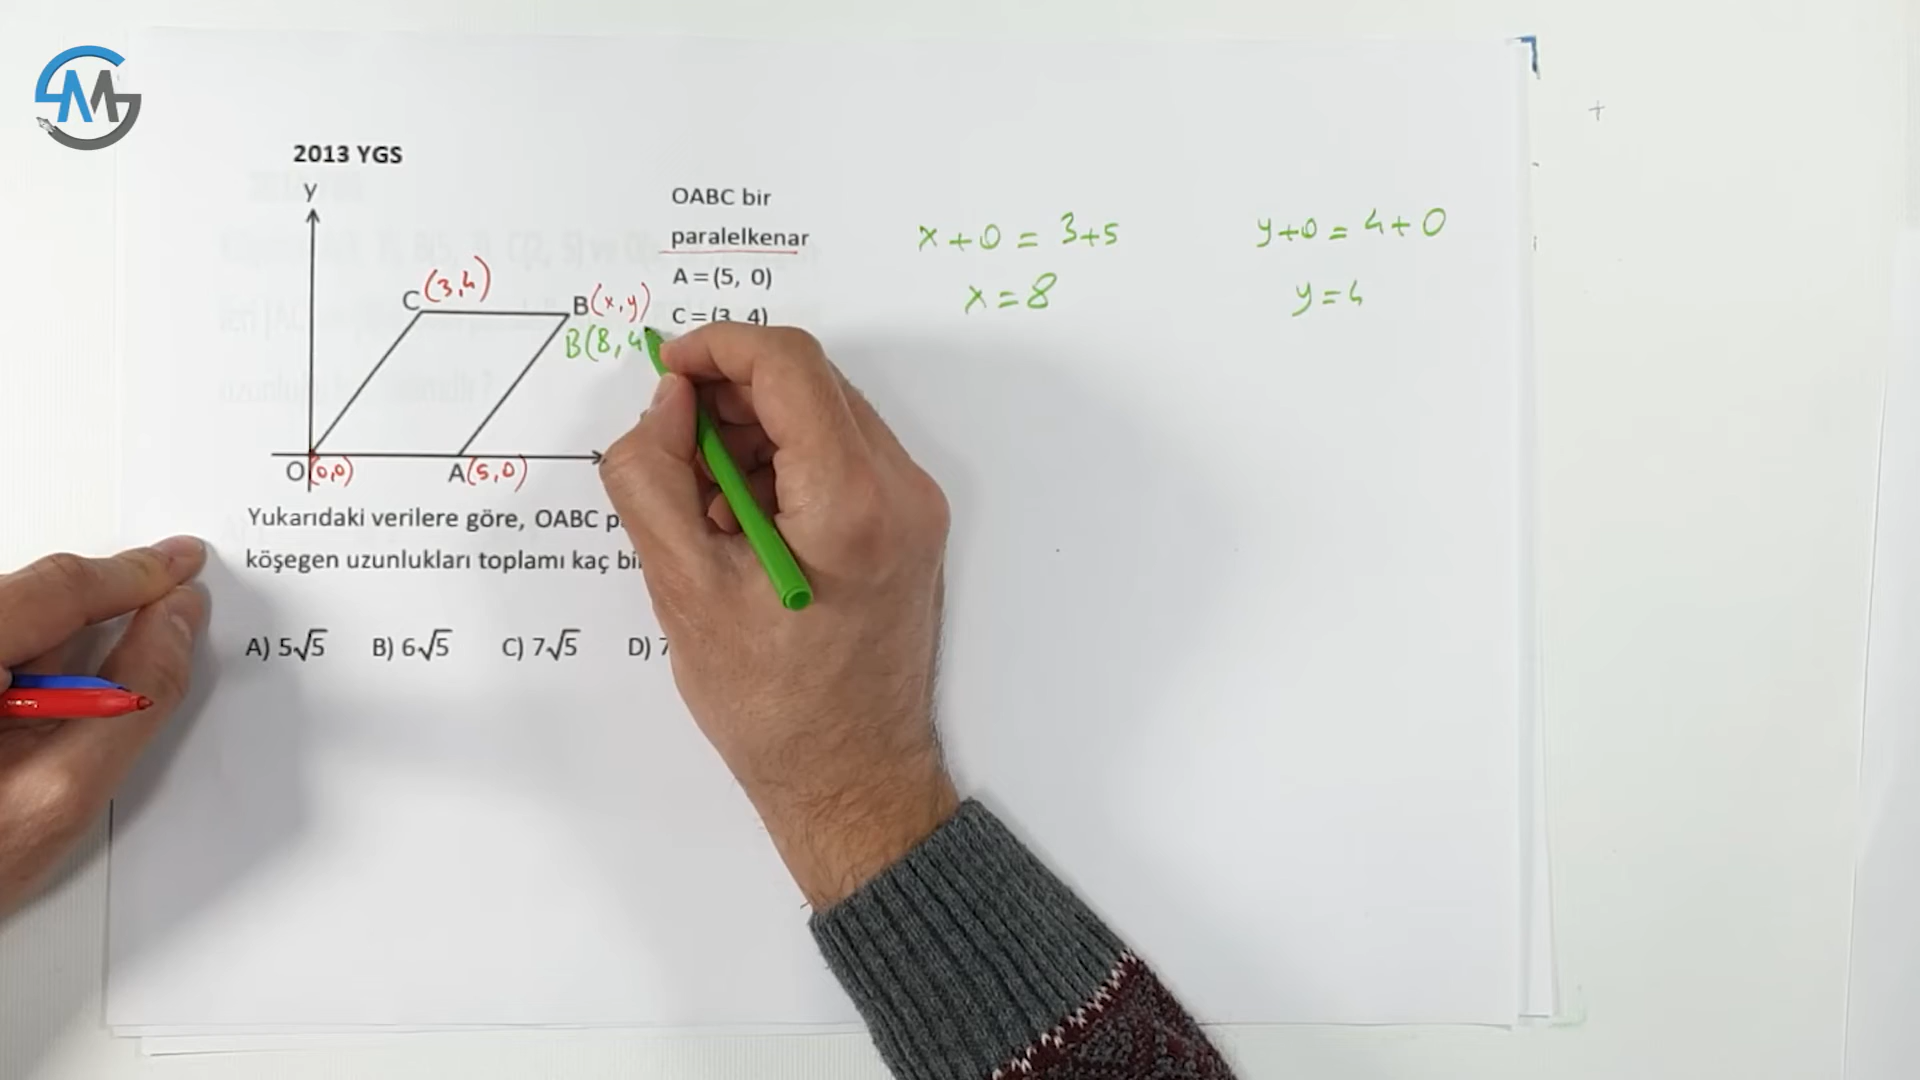 2013 YGS
y
OABC bir
paralelkenar
A = (5, 0)
C = (3, 4)
C(3,4)
B(x,y)
B(8,4
O(0,0)
A(5,0)
Yukarıdaki verilere göre, OABC
köşegen uzunlukları toplamı kaç
A) 5√5 B) 6√5 C) 7√5 D) 7
x+0 = 3+5
x = 8
y+0 = 4+0
y = 4